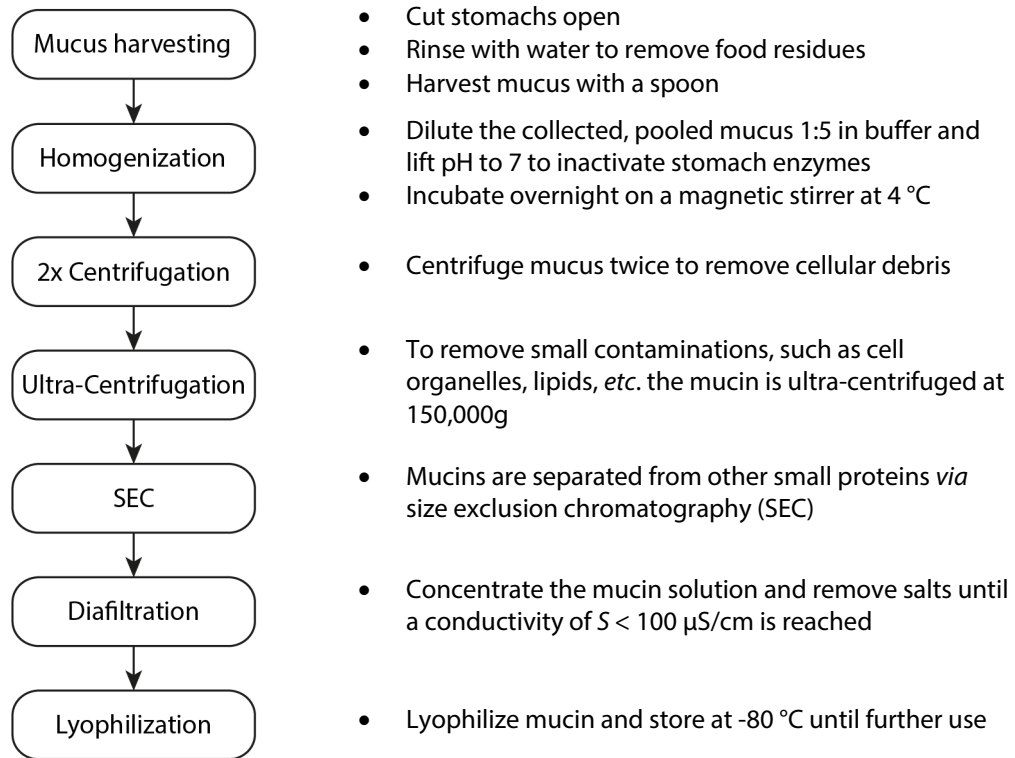 Mucus harvesting
• Cut stomachs open
• Rinse with water to remove food residues
• Harvest mucus with a spoon
Homogenization
• Dilute the collected, pooled mucus 1:5 in buffer and
lift pH to 7 to inactivate stomach enzymes
• Incubate overnight on a magnetic stirrer at 4 °C
2x Centrifugation
• Centrifuge mucus twice to remove cellular debris
Ultra-Centrifugation
• To remove small contaminations, such as cell
organelles, lipids, etc. the mucin is ultra-centrifuged at
150,000g
SEC
• Mucins are separated from other small proteins via
size exclusion chromatography (SEC)
Diafiltration
• Concentrate the mucin solution and remove salts until
a conductivity of S < 100 μS/cm is reached
Lyophilization
• Lyophilize mucin and store at -80 °C until further use